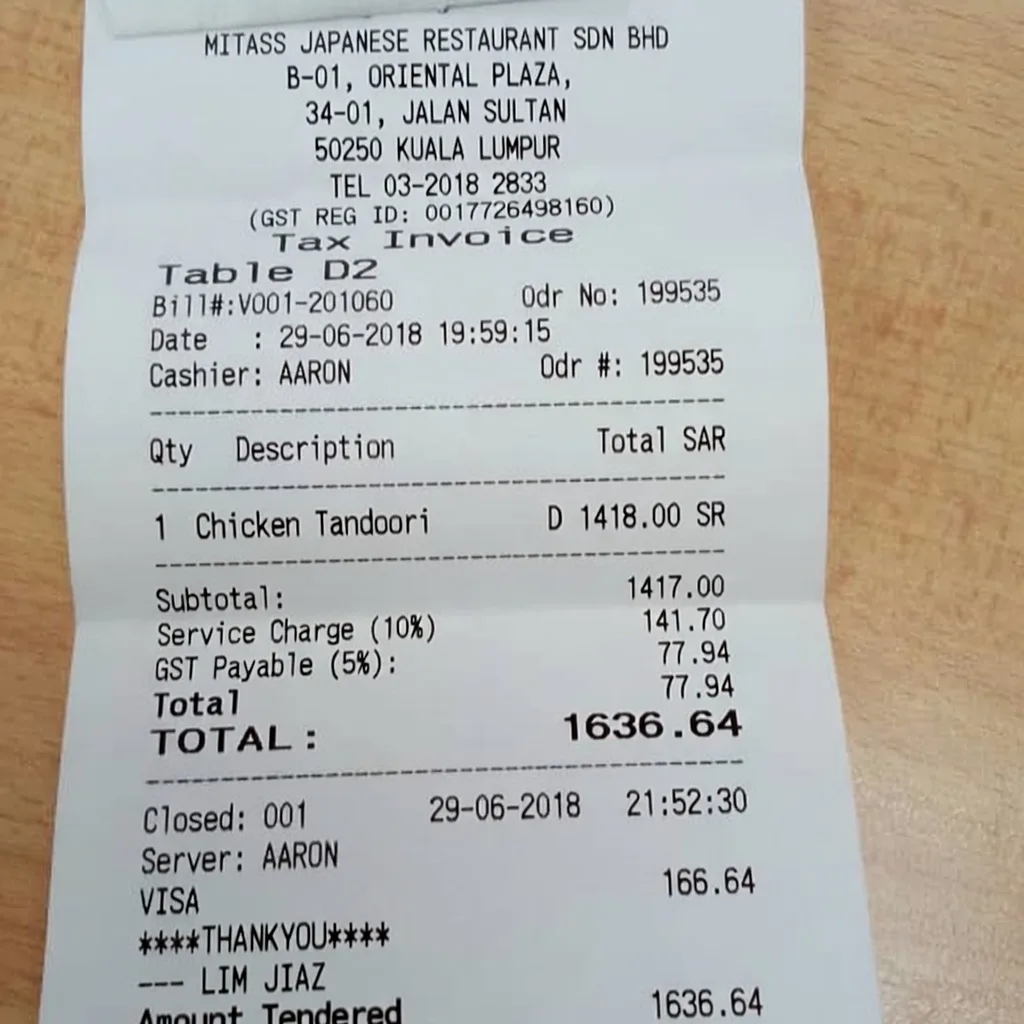 MITASS JAPANESE RESTAURANT SDN BHD
B-01, ORIENTAL PLAZA,
34-01, JALAN SULTAN
50250 KUALA LUMPUR
TEL 03-2018 2833
(GST REG ID: 0017726498160)
Tax Invoice
Table D2
Bill#:V001-201060 Odr No: 199535
Date : 29-06-2018 19:59:15
Cashier: AARON Odr #: 199535
Qty Description Total SAR
1 Chicken Tandoori D 1418.00 SR
Subtotal: 1417.00
Service Charge (10%) 141.70
GST Payable (5%): 77.94
Total 77.94
TOTAL: 1636.64
Closed: 001 29-06-2018 21:52:30
Server: AARON
VISA 166.64
****THANKYOU****
--- LIM JIAZ
Amount Tendered 1636.64